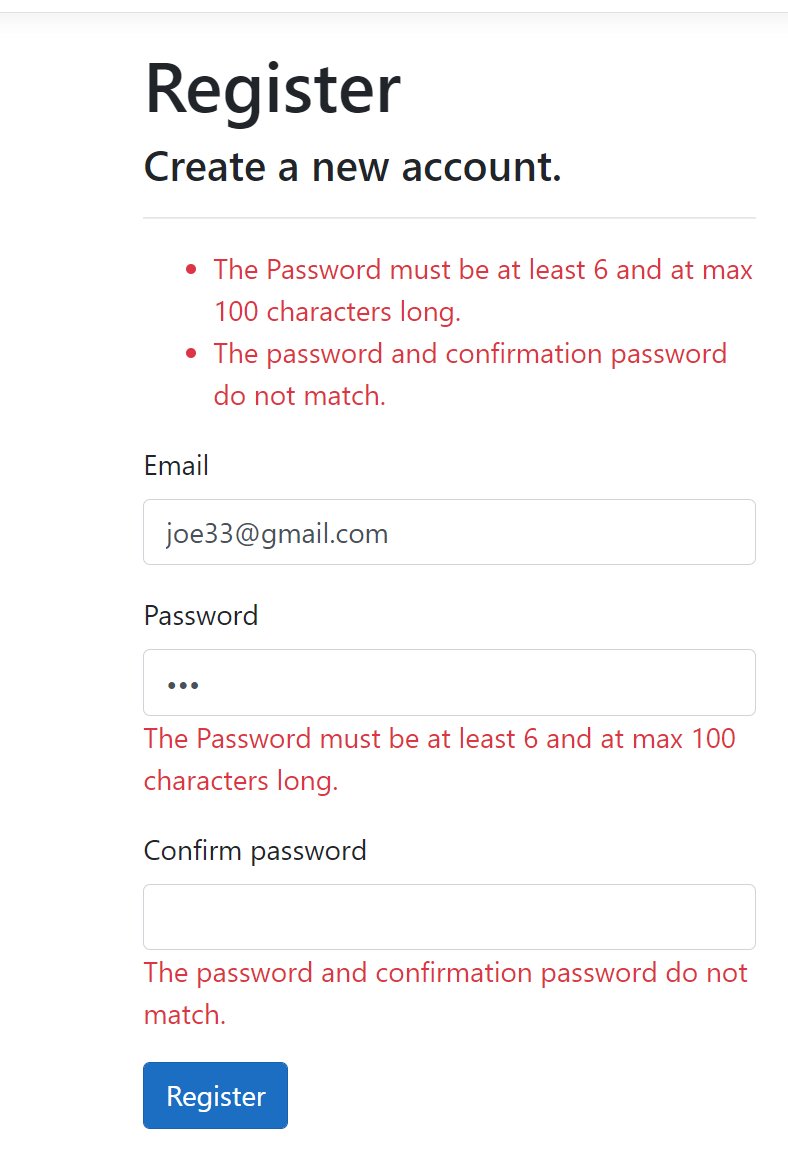 Register
Create a new account.
The Password must be at least 6 and at max
100 characters long.
The password and confirmation password
do not match.
Email
joe33@gmail.com
Password
•••
The Password must be at least 6 and at max 100
characters long.
Confirm password
The password and confirmation password do not
match.
Register